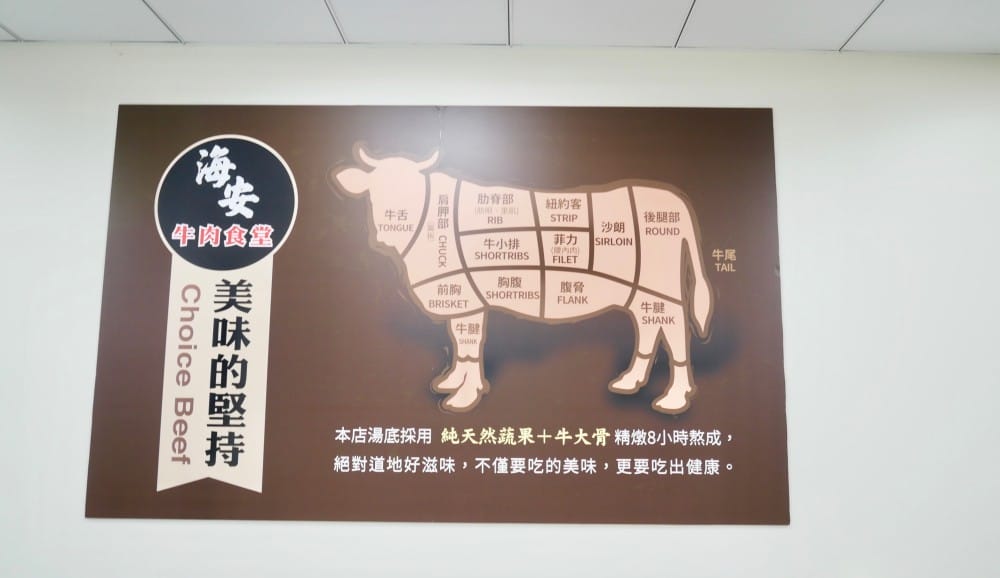 海安
牛肉食堂
美味的堅持
Choice Beef
牛舌
TONGUE
肩胛部 CHUCK
肋脊部
RIB
紐約客
STRIP
沙朗
SIRLOIN
後腿部
ROUND
牛小排
SHORTRIBS
菲力
(腰內肉)
FILET
牛尾
TAIL
前胸
BRISKET
胸腹
SHORTRIBS
腹脅
FLANK
牛腱
SHANK
牛腱
SHANK
本店湯底採用 純天然蔬果＋牛大骨 精燉8小時熬成，
絕對道地好滋味，不僅要吃的美味，更要吃出健康。